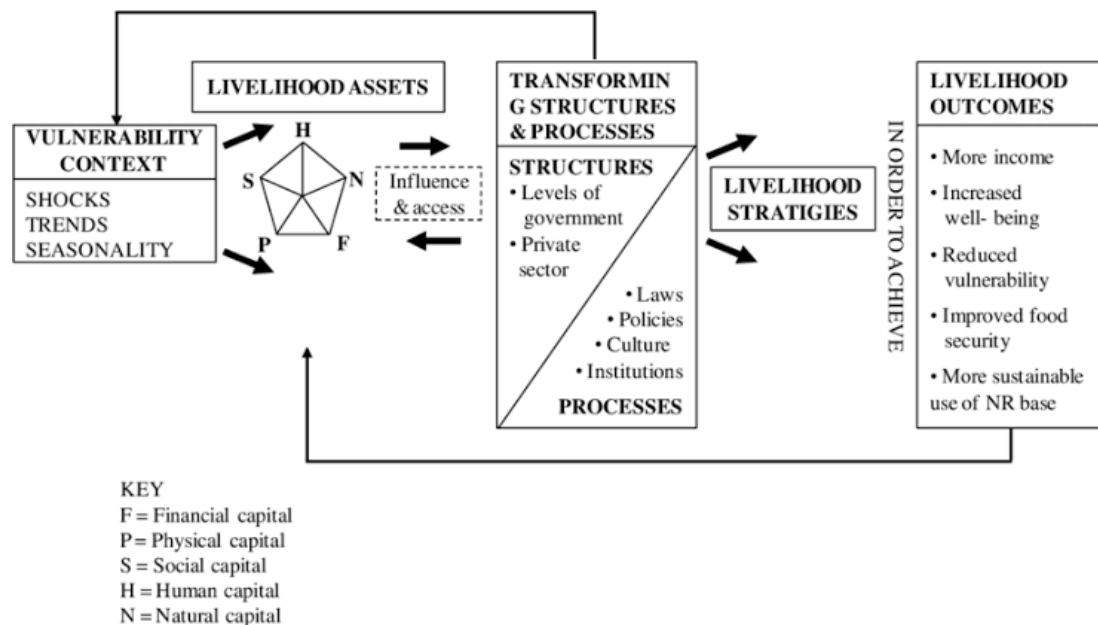 LIVELIHOOD ASSETS
VULNERABILITY
CONTEXT
SHOCKS
TRENDS
SEASONALITY
H
S
N
P
F
Influence
& access
TRANSFORMIN
G STRUCTURES
& PROCESSES
STRUCTURES
• Levels of
government
• Private
sector
• Laws
• Policies
• Culture
• Institutions
PROCESSES
LIVELIHOOD
STRATIGIES
IN ORDER TO ACHIEVE
LIVELIHOOD
OUTCOMES
• More income
• Increased
well- being
• Reduced
vulnerability
• Improved food
security
• More sustainable
use of NR base
KEY
F = Financial capital
P = Physical capital
S = Social capital
H = Human capital
N = Natural capital